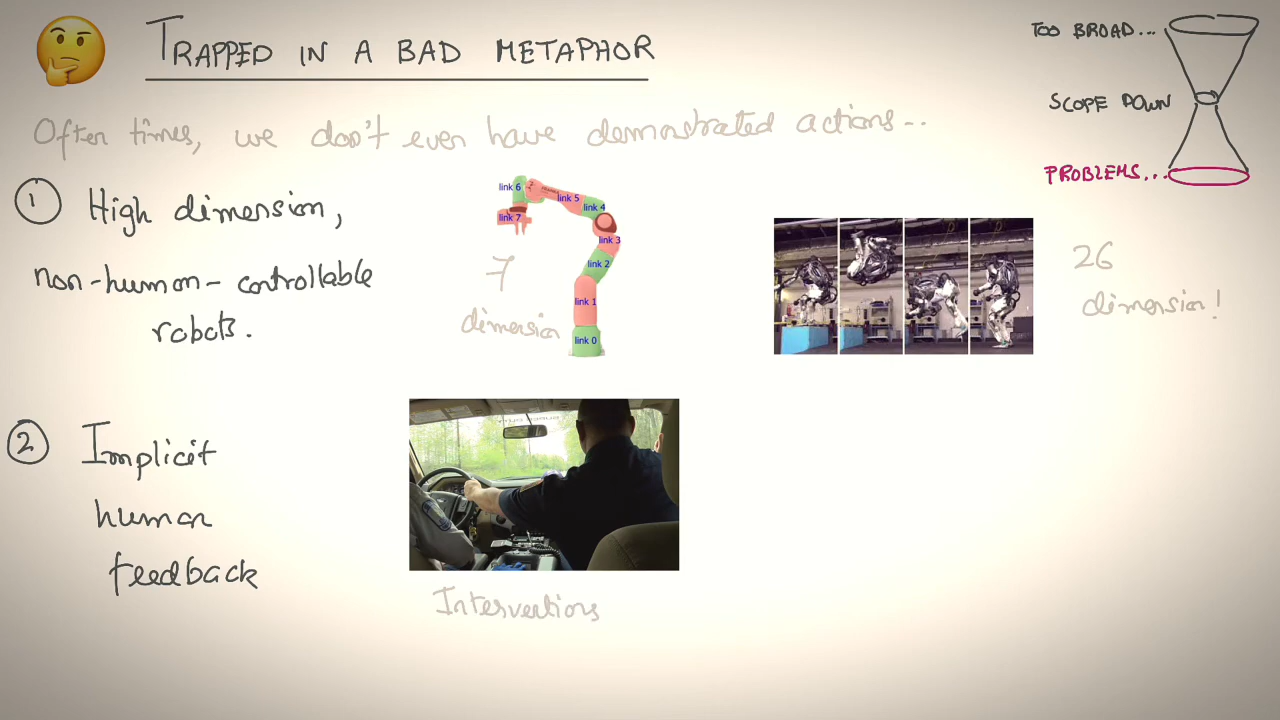 TRAPPED IN A BAD METAPHOR
TOO BROAD...
SCOPE DOWN
PROBLEMS...
Often times, we don't even have demonstrated actions...
1 High dimension,
non-human-controllable
robots.
link 6
link 5
link 4
link 7
link 3
link 2
link 1
link 0
7
dimension
26
dimension!
2 Implicit
human
feedback
Interventions